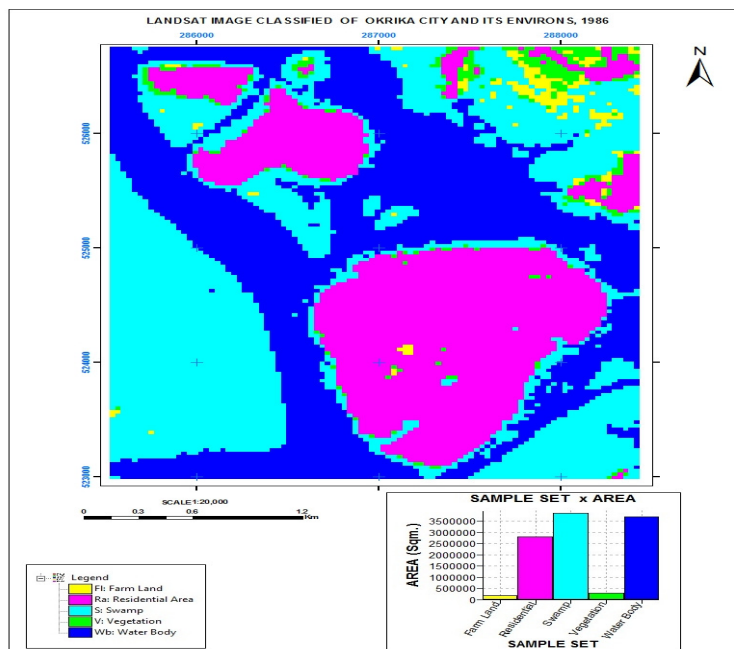 LANDSAT IMAGE CLASSIFIED OF OKRIKA CITY AND ITS ENVIRONS, 1986
286000 287000 288000
N
526000
525000
524000
523000
SCALE1:20,000
0 0.3 0.6 1.2
Km
SAMPLE SET x AREA
AREA (Sqm.)
3500000
3000000
2500000
2000000
1500000
1000000
500000
0
Farm Land
Residential
Swamp
Vegetation
Water Body
SAMPLE SET
Legend
Fl: Farm Land
Ra: Residential Area
S: Swamp
V: Vegetation
Wb: Water Body